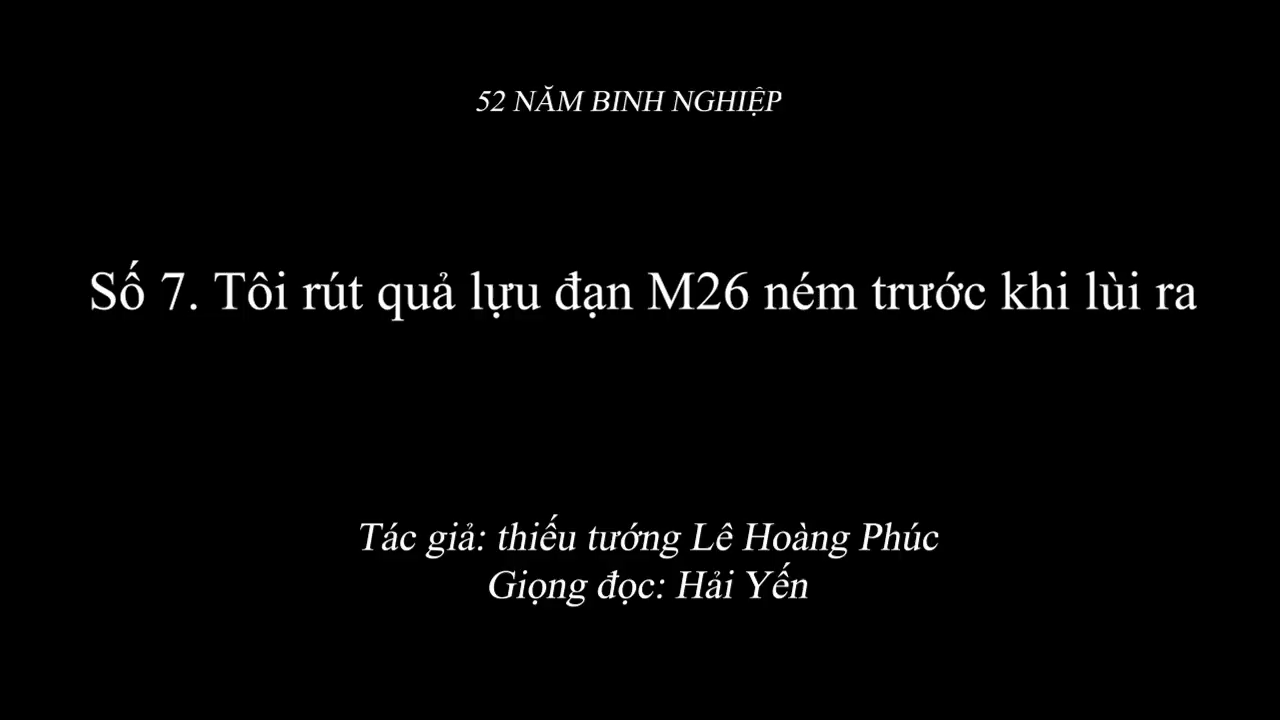 52 NĂM BINH NGHIỆP
Số 7. Tôi rút quả lựu đạn M26 ném trước khi lùi ra
Tác giả: thiếu tướng Lê Hoàng Phúc
Giọng đọc: Hải Yến